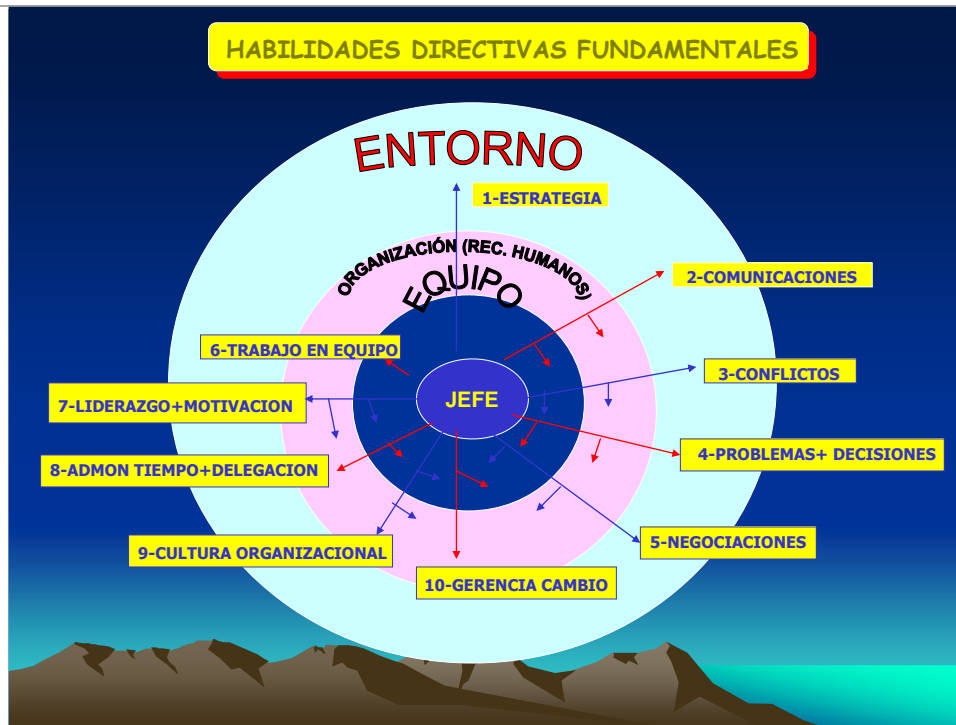 HABILIDADES DIRECTIVAS FUNDAMENTALES
ENTORNO
1-ESTRATEGIA
ORGANIZACIÓN (REC. HUMANOS)
EQUIPO
2-COMUNICACIONES
6-TRABAJO EN EQUIPO
3-CONFLICTOS
JEFE
7-LIDERAZGO+MOTIVACION
4-PROBLEMAS+ DECISIONES
8-ADMON TIEMPO+DELEGACION
5-NEGOCIACIONES
9-CULTURA ORGANIZACIONAL
10-GERENCIA CAMBIO